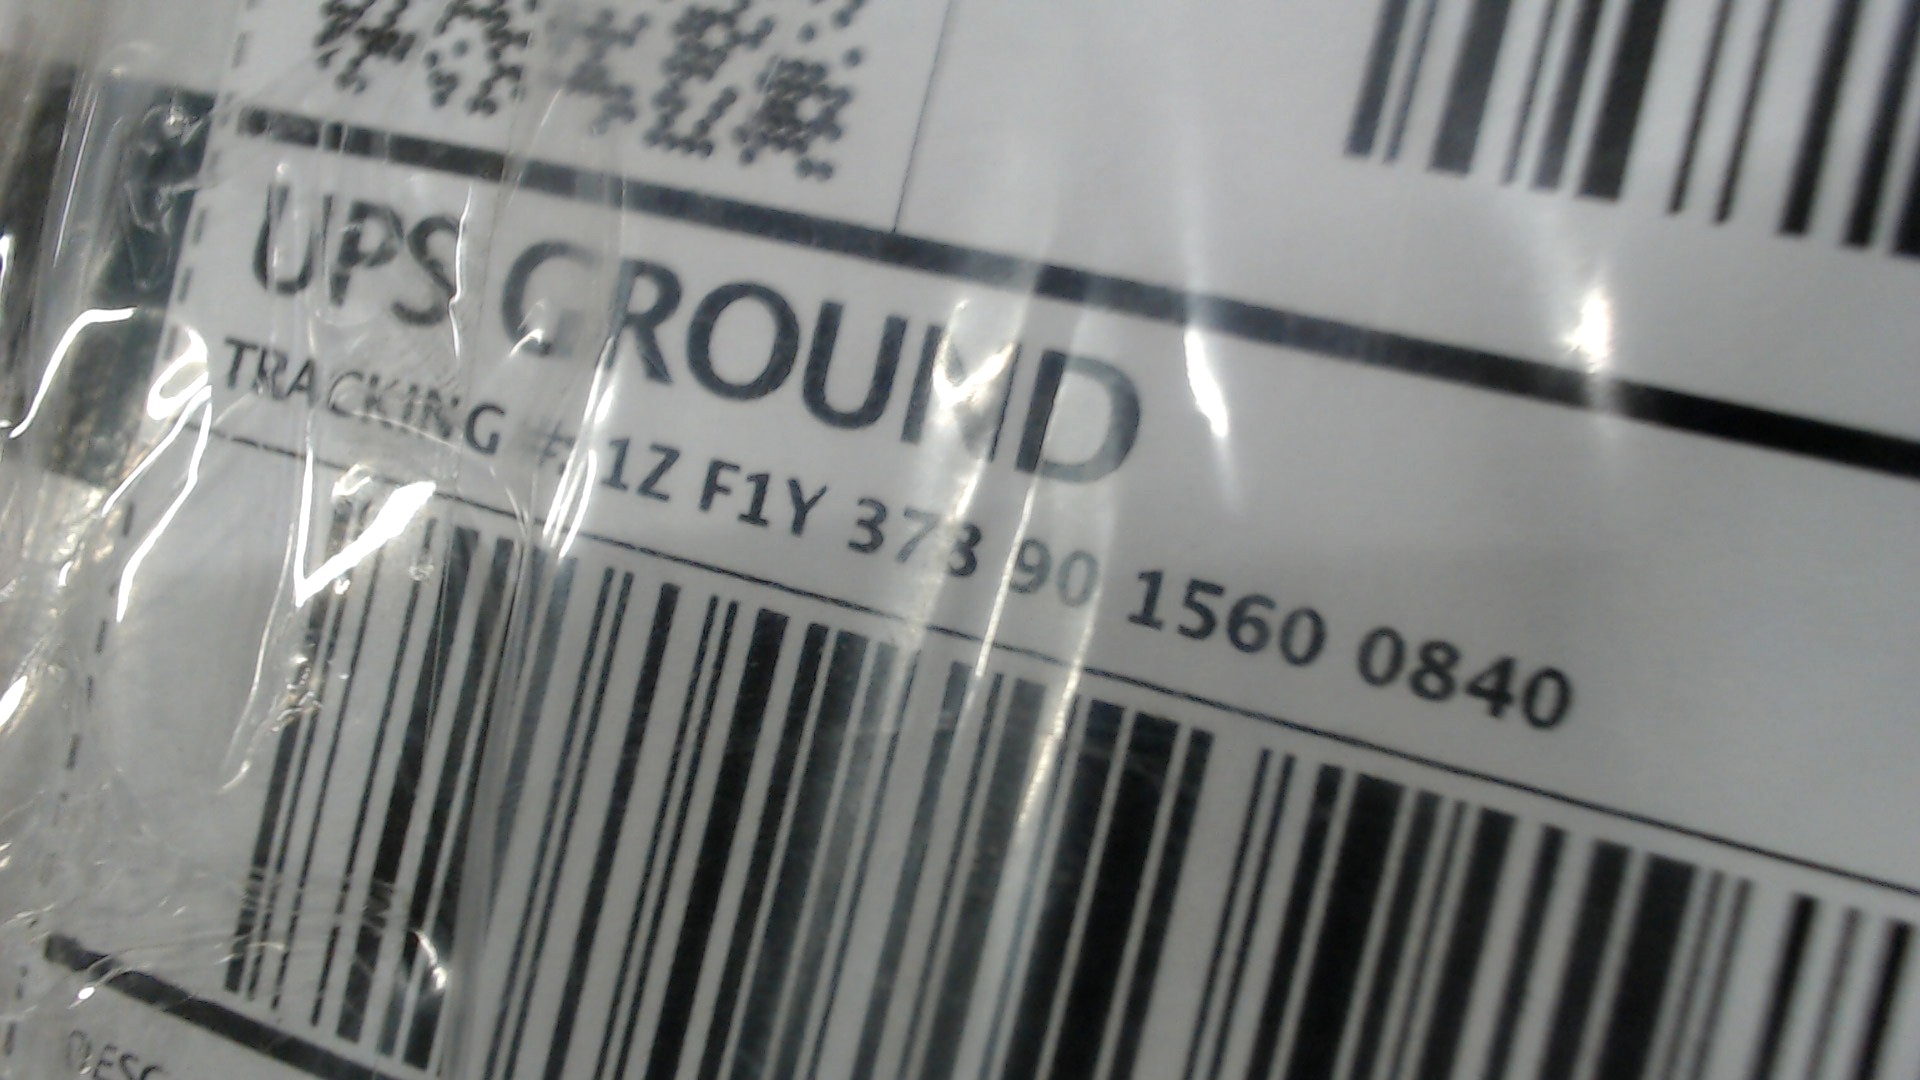 UPS GROUND
TRACKING #: 1Z F1Y 373 90 1560 0840